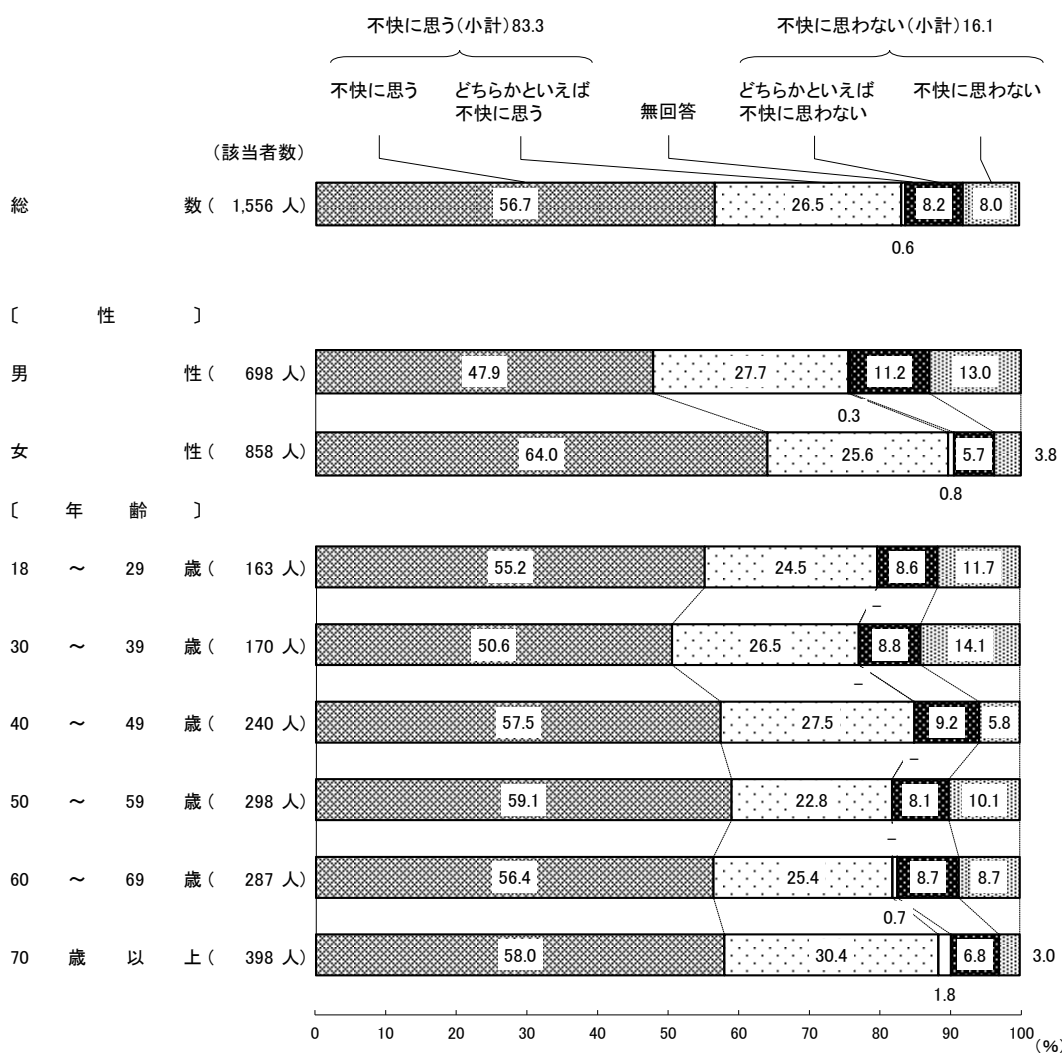 不快に思う(小計)83.3 不快に思わない(小計)16.1
不快に思う どちらかといえば 不快に思う 無回答 どちらかといえば 不快に思わない 不快に思わない
(該当者数)
総 数( 1,556 人) 56.7 26.5 8.2 8.0
0.6
〔 性 〕
男 性( 698 人) 47.9 27.7 11.2 13.0
0.3
女 性( 858 人) 64.0 25.6 5.7 3.8
0.8
〔 年 齢 〕
18 ～ 29 歳( 163 人) 55.2 24.5 8.6 11.7
－
30 ～ 39 歳( 170 人) 50.6 26.5 8.8 14.1
－
40 ～ 49 歳( 240 人) 57.5 27.5 9.2 5.8
－
50 ～ 59 歳( 298 人) 59.1 22.8 8.1 10.1
－
60 ～ 69 歳( 287 人) 56.4 25.4 8.7 8.7
0.7
70 歳 以 上( 398 人) 58.0 30.4 6.8 3.0
1.8
0 10 20 30 40 50 60 70 80 90 100
(%)